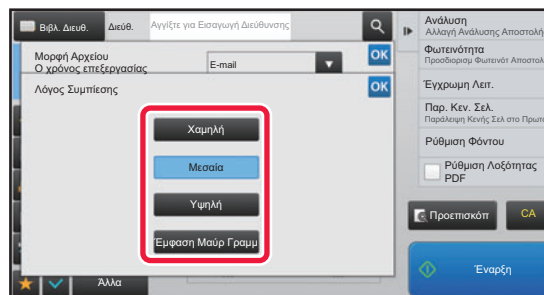 Βιβλ. Διευθ.
Διεύθ.
Αγγίξτε για Εισαγωγή Διεύθυνσης
Μορφή Αρχείου
Ο χρόνος επεξεργασίας
E-mail
OK
Λόγος Συμπίεσης
OK
Χαμηλή
Μεσαία
Υψηλή
Έμφαση Μαύρ Γραμμ
Άλλα
Ανάλυση
Αλλαγή Ανάλυσης Αποστολή
Φωτεινότητα
Προσδιορισμ Φωτεινότ Αποστολ
Έγχρωμη Λειτ.
Παρ. Κεν. Σελ.
Παράλειψη Κενής Σελ στο Πρωτ
Ρύθμιση Φόντου
Ρύθμιση Λοξότητας
PDF
Προεπισκόπ
CA
Έναρξη